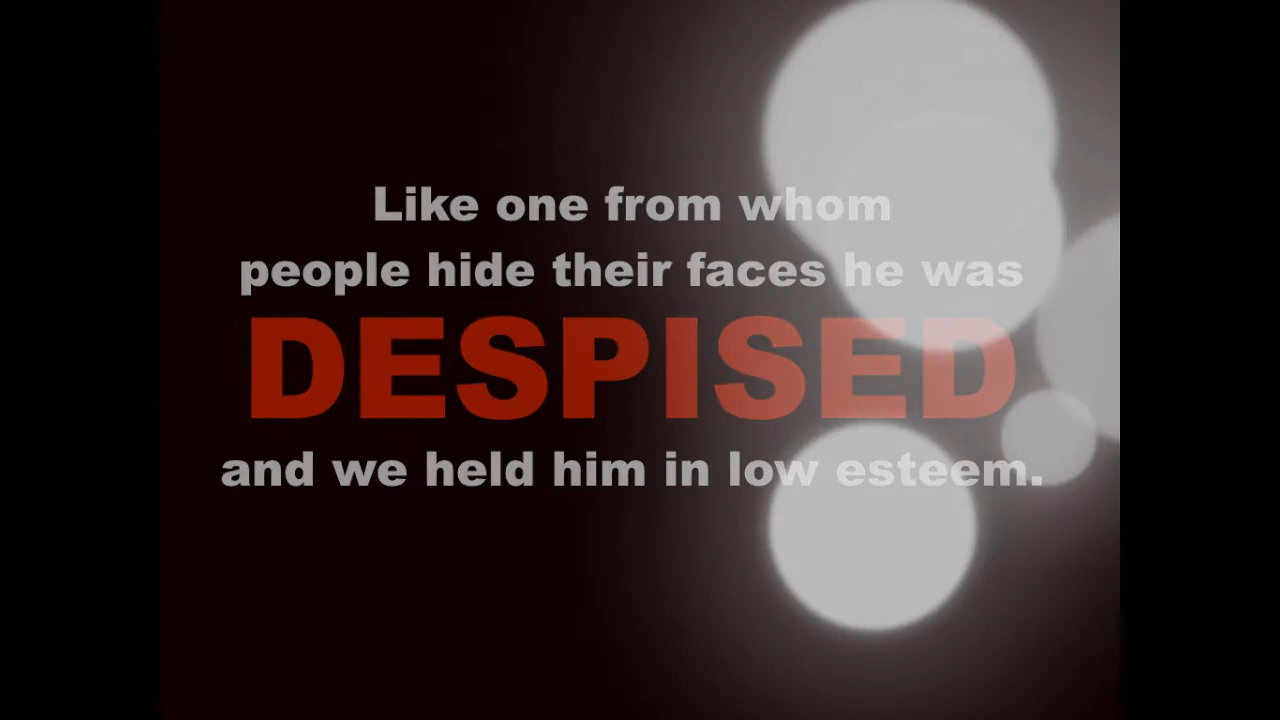 Like one from whom
people hide their faces he was
DESPISED
and we held him in low esteem.